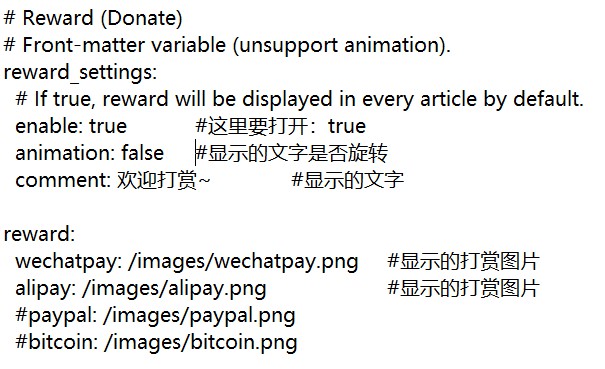 # Reward (Donate)
# Front-matter variable (unsupport animation).
reward_settings:
  # If true, reward will be displayed in every article by default.
  enable: true            #这里要打开：true
  animation: false     #显示的文字是否旋转
  comment: 欢迎打赏~              #显示的文字

reward:
  wechatpay: /images/wechatpay.png     #显示的打赏图片
  alipay: /images/alipay.png                     #显示的打赏图片
  #paypal: /images/paypal.png
  #bitcoin: /images/bitcoin.png